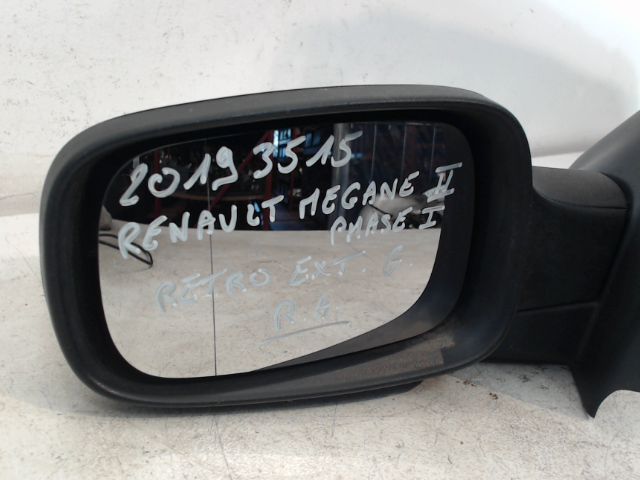 20193515
RENAULT MEGANE II
PHASE I
RETRO EXT. E.